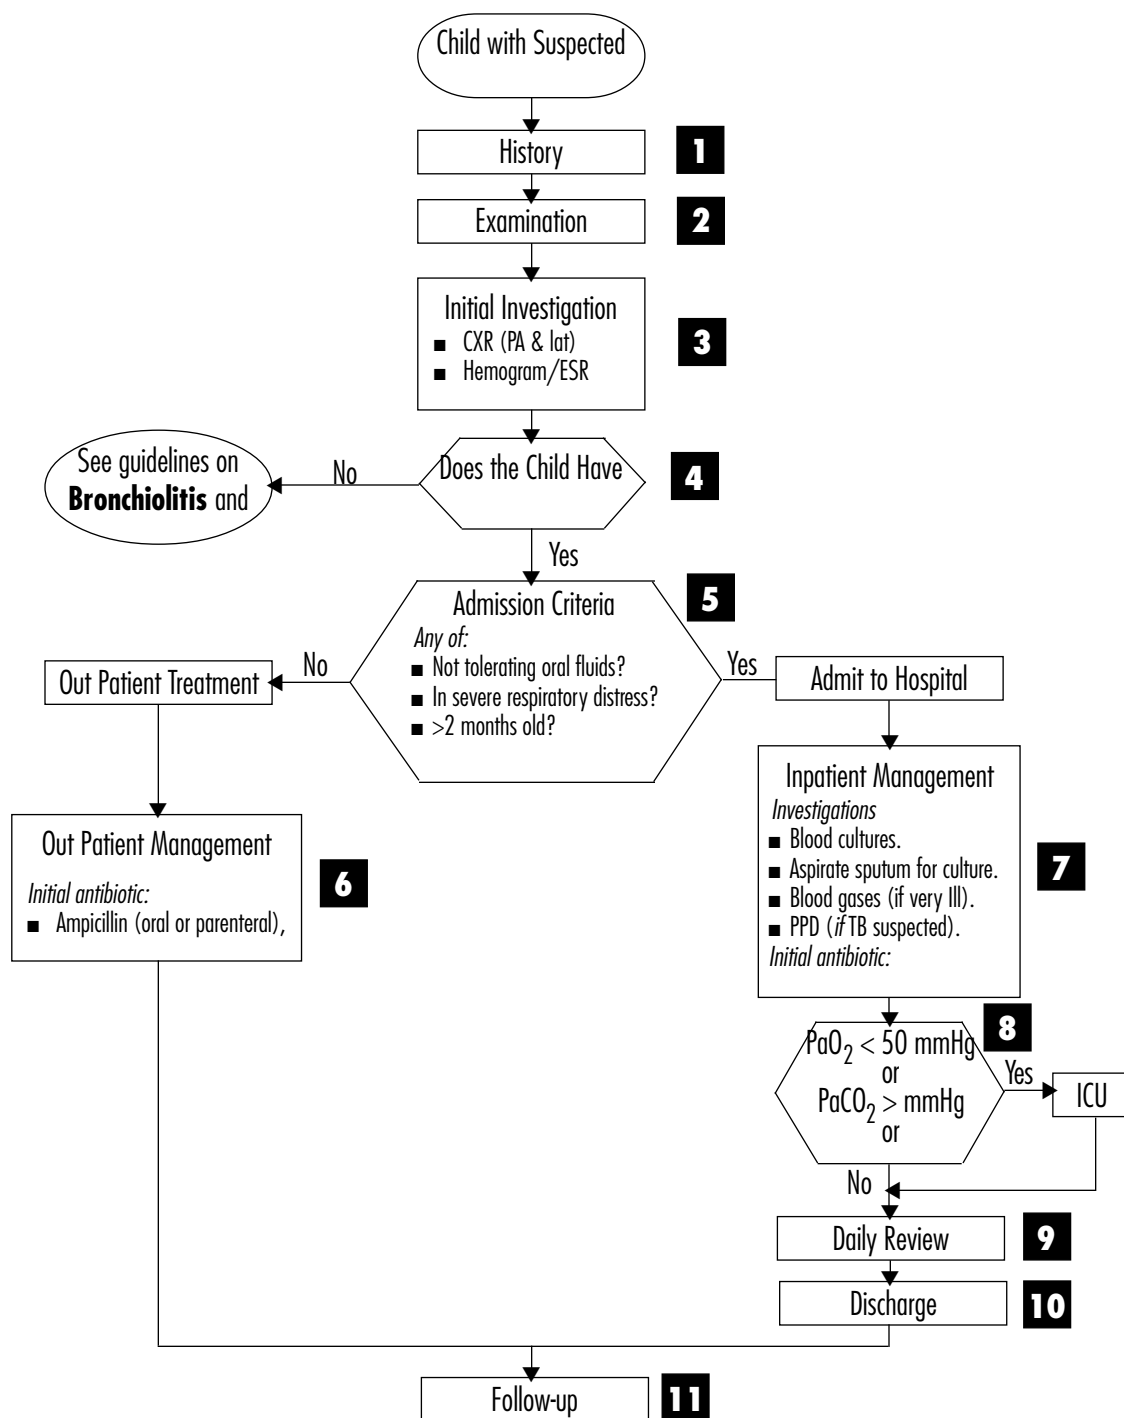 Child with Suspected
History
1
Examination
2
Initial Investigation
■ CXR (PA & lat)
■ Hemogram/ESR
3
Does the Child Have
4
No
See guidelines on
Bronchiolitis and
Yes
5
Admission Criteria
Any of:
■ Not tolerating oral fluids?
■ In severe respiratory distress?
■ >2 months old?
No
Out Patient Treatment
Yes
Admit to Hospital
Out Patient Management
Initial antibiotic:
■ Ampicillin (oral or parenteral),
6
Inpatient Management
Investigations
■ Blood cultures.
■ Aspirate sputum for culture.
■ Blood gases (if very Ill).
■ PPD (if TB suspected).
Initial antibiotic:
7
8
PaO2 < 50 mmHg
or
PaCO2 > mmHg
or
Yes
ICU
No
Daily Review
9
Discharge
10
Follow-up
11